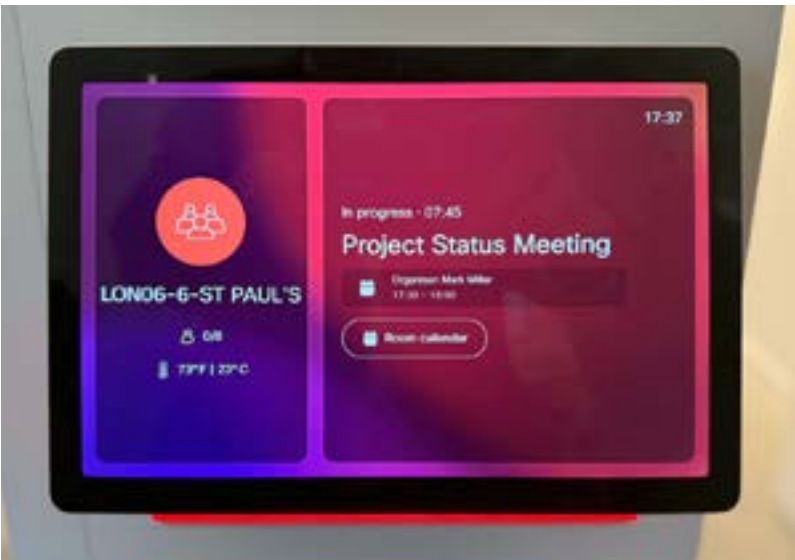 LON06-6-ST PAUL'S
0/8
73°F | 23°C
17:37
In progress · 07:45
Project Status Meeting
Organiser: Mark Miller
17:30 - 18:00
Room calendar